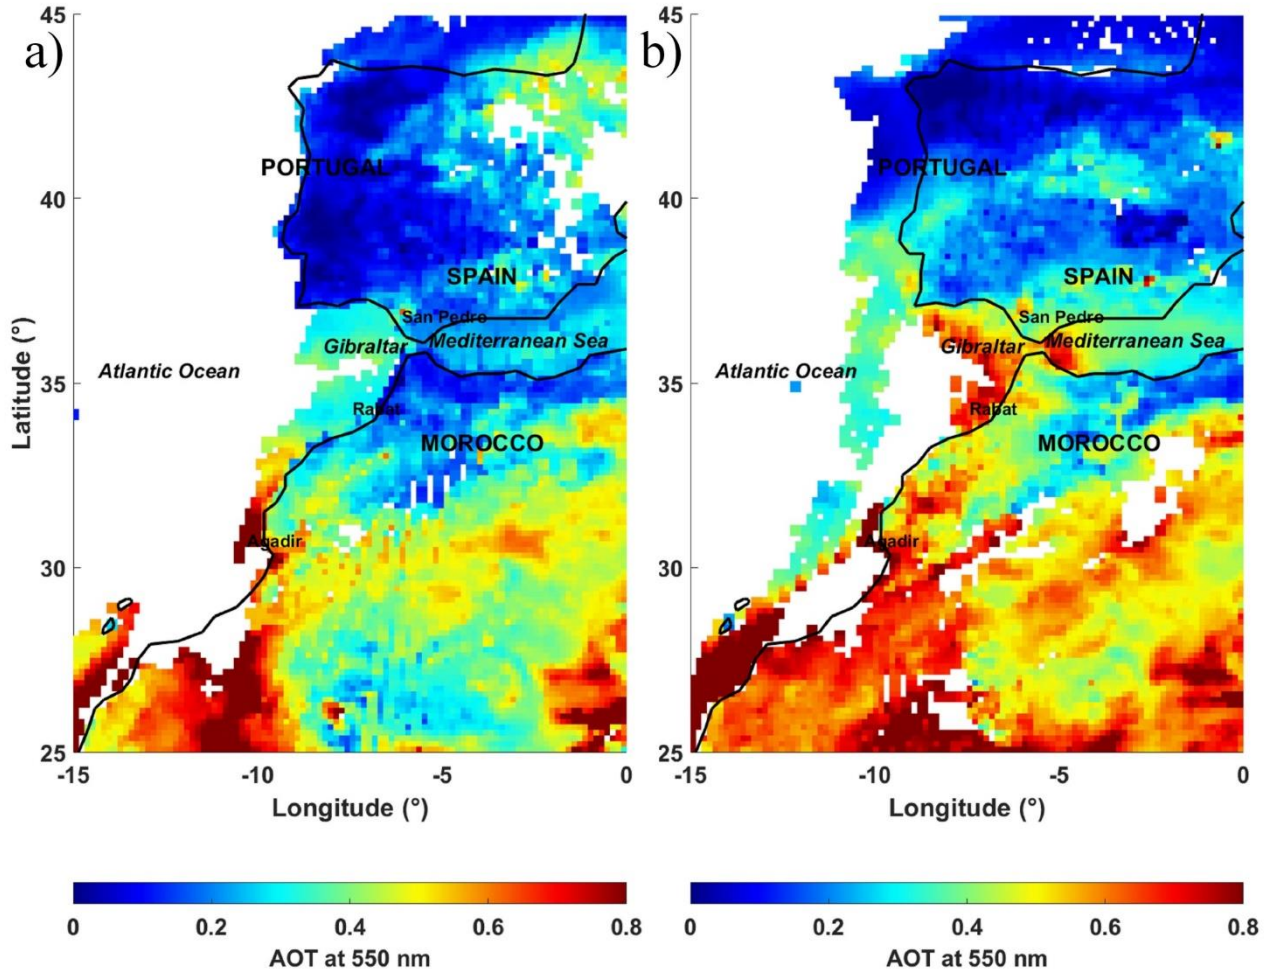 a)
45
40
35
30
25
Latitude (°)
PORTUGAL
SPAIN
San Pedro
Gibraltar
Mediterranean Sea
Atlantic Ocean
Rabat
MOROCCO
Agadir
-15
-10
-5
0
Longitude (°)
0
0.2
0.4
0.6
0.8
AOT at 550 nm
b)
45
40
35
30
25
PORTUGAL
SPAIN
San Pedro
Gibraltar
Mediterranean Sea
Atlantic Ocean
Rabat
MOROCCO
Agadir
-15
-10
-5
0
Longitude (°)
0
0.2
0.4
0.6
0.8
AOT at 550 nm